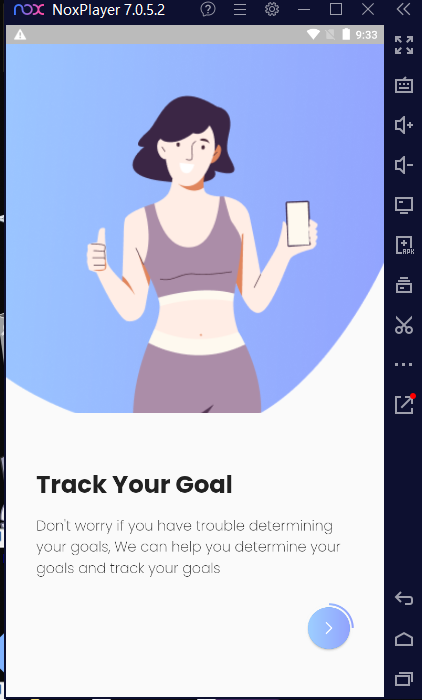 nox NoxPlayer 7.0.5.2
9:33
APK
Track Your Goal
Don't worry if you have trouble determining
your goals, We can help you determine your
goals and track your goals